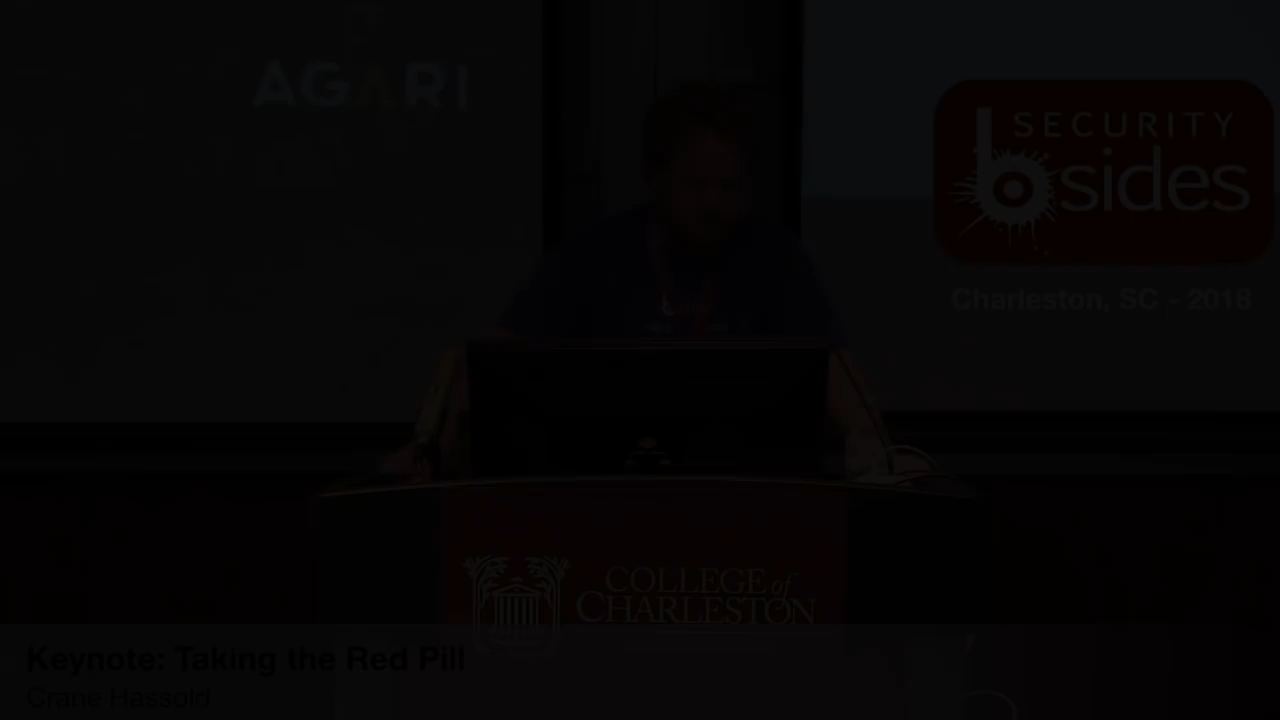 AGARI
SECURITY
bsides
Charleston, SC - 2018
COLLEGE of
CHARLESTON
Keynote: Taking the Red Pill
Crane Hassold